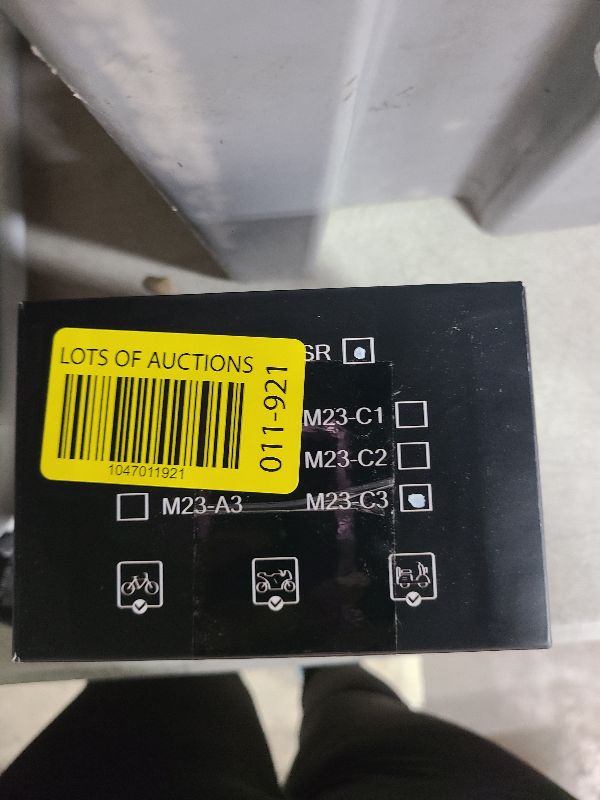 SR
LOTS OF AUCTIONS
1047011921
011-921
M23-C1
M23-C2
M23-A3 M23-C3